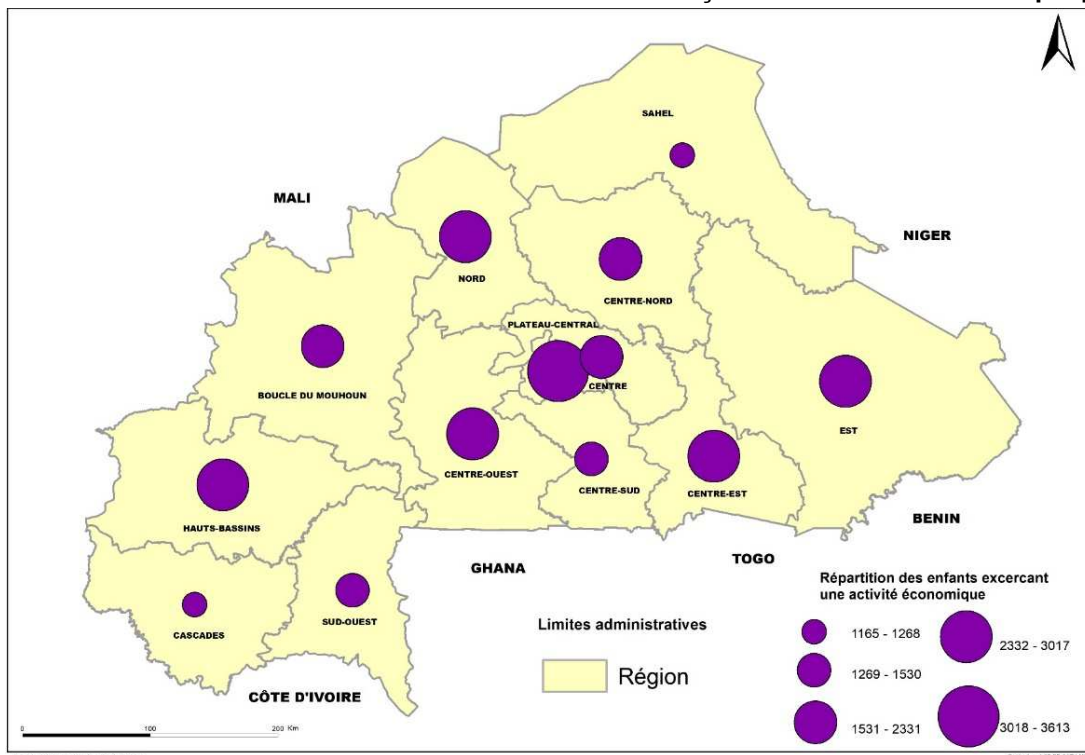 SAHEL
MALI
NIGER
NORD
CENTRE-NORD
PLATEAU-CENTRAL
CENTRE
BOUCLE DU MOUHOUN
EST
CENTRE-OUEST
CENTRE-SUD
CENTRE-EST
HAUTS-BASSINS
BENIN
GHANA
TOGO
CASCADES
SUD-OUEST
CÔTE D'IVOIRE
Limites administratives
Région
Répartition des enfants excercant
une activité économique
1165 - 1268
1269 - 1530
1531 - 2331
2332 - 3017
3018 - 3613
0 100 200 Km